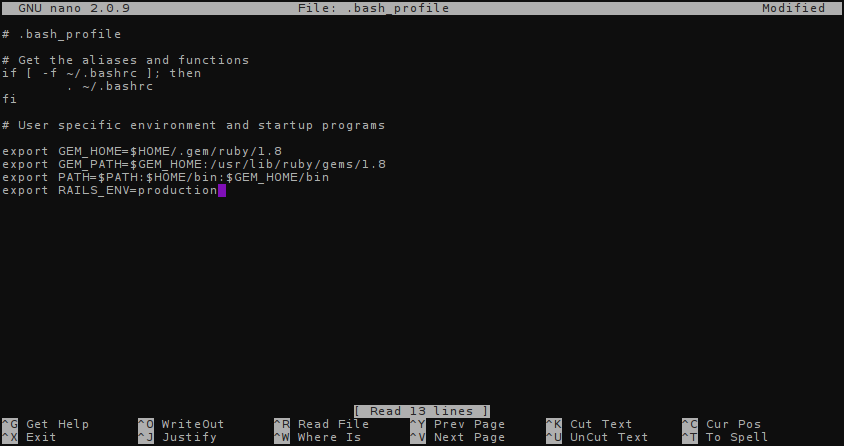 GNU nano 2.0.9 File: .bash_profile Modified
# .bash_profile
# Get the aliases and functions
if [ -f ~/.bashrc ]; then
. ~/.bashrc
fi
# User specific environment and startup programs
export GEM_HOME=$HOME/.gem/ruby/1.8
export GEM_PATH=$GEM_HOME:/usr/lib/ruby/gems/1.8
export PATH=$PATH:$HOME/bin:$GEM_HOME/bin
export RAILS_ENV=production
[ Read 13 lines ]
^G Get Help ^O WriteOut ^R Read File ^Y Prev Page ^K Cut Text ^C Cur Pos
^X Exit ^J Justify ^W Where Is ^V Next Page ^U UnCut Text ^T To Spell